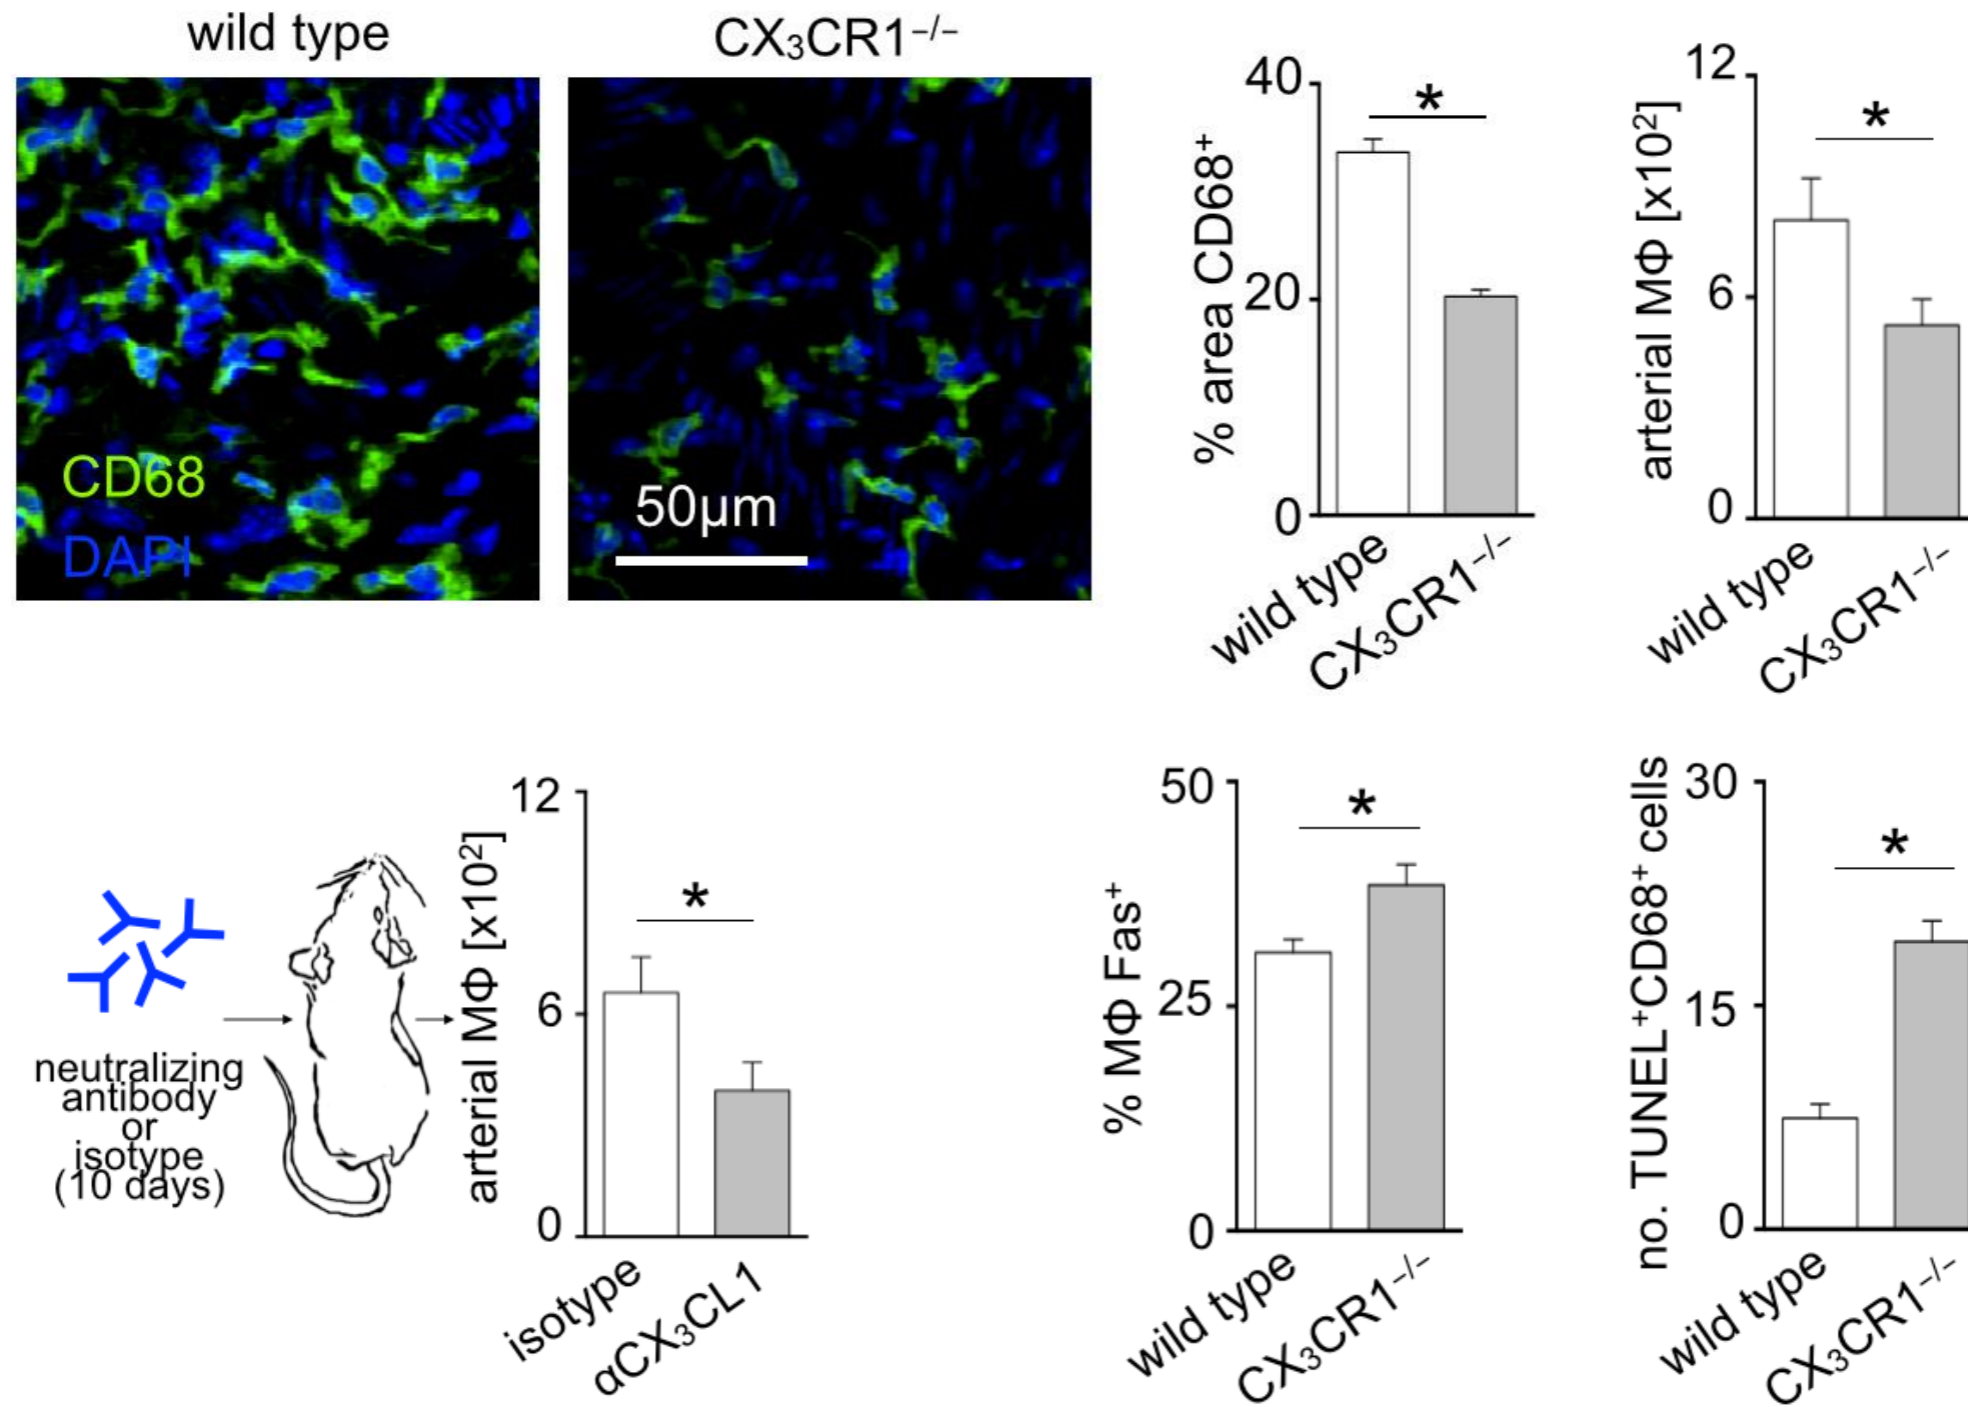 wild type
CX₃CR1⁻/⁻
CD68
DAPI
50µm
% area CD68⁺
40
20
0
*
wild type
CX₃CR1⁻/⁻
arterial MΦ [x10²]
12
6
0
*
wild type
CX₃CR1⁻/⁻
neutralizing
antibody
or
isotype
(10 days)
arterial MΦ [x10²]
12
6
0
*
isotype
αCX₃CL1
% MΦ Fas⁺
50
25
0
*
wild type
CX₃CR1⁻/⁻
no. TUNEL⁺CD68⁺ cells
30
15
0
*
wild type
CX₃CR1⁻/⁻